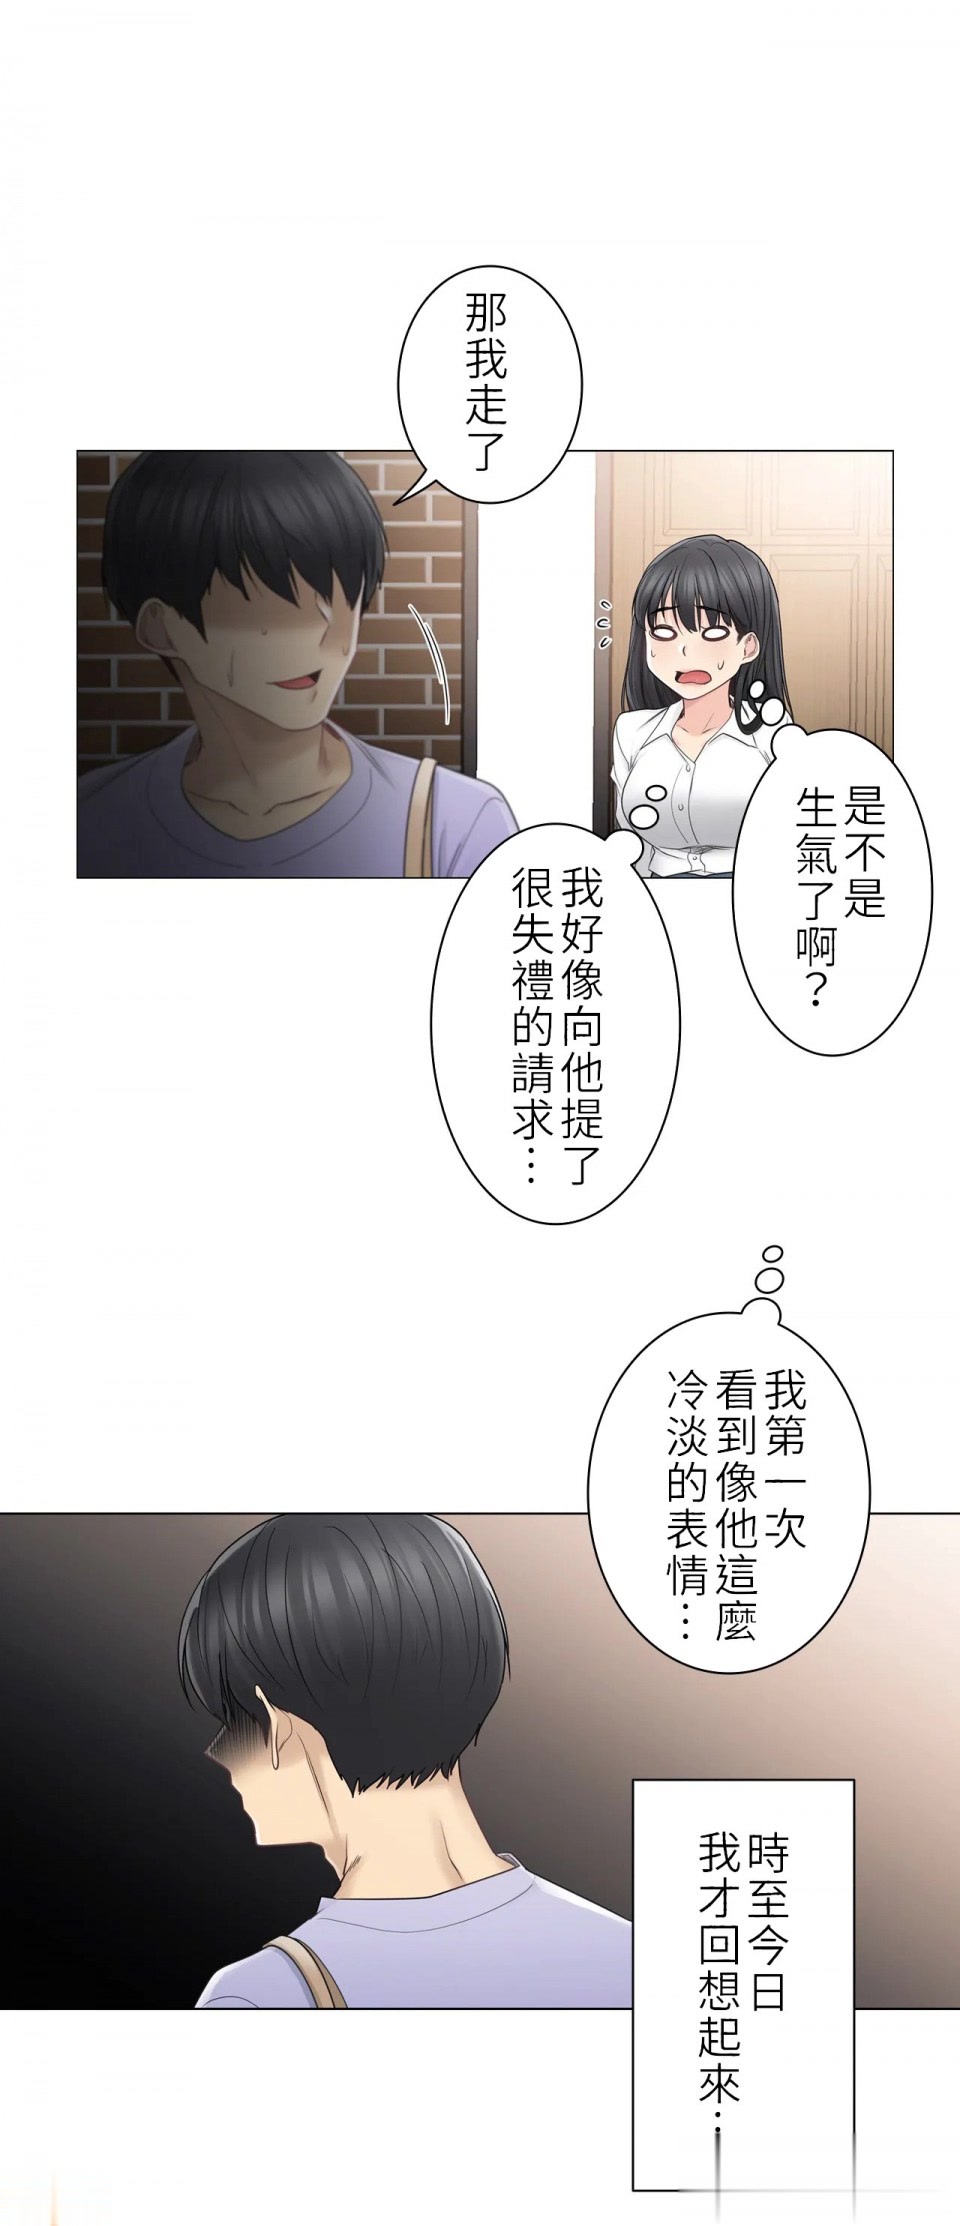 那我走了
是不是
生氣了啊?
我好像向他提了
很失禮的請求⋯
我第一次
看到像他這麼
冷淡的表情⋯
時至今日
我才回想起來⋯